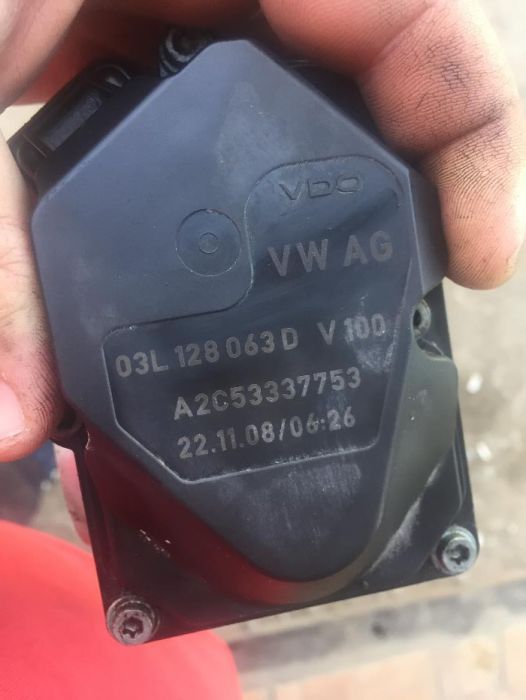 VDO
VW AG
03L 128 063 D V 100
A2C53337753
22.11.08/06:26